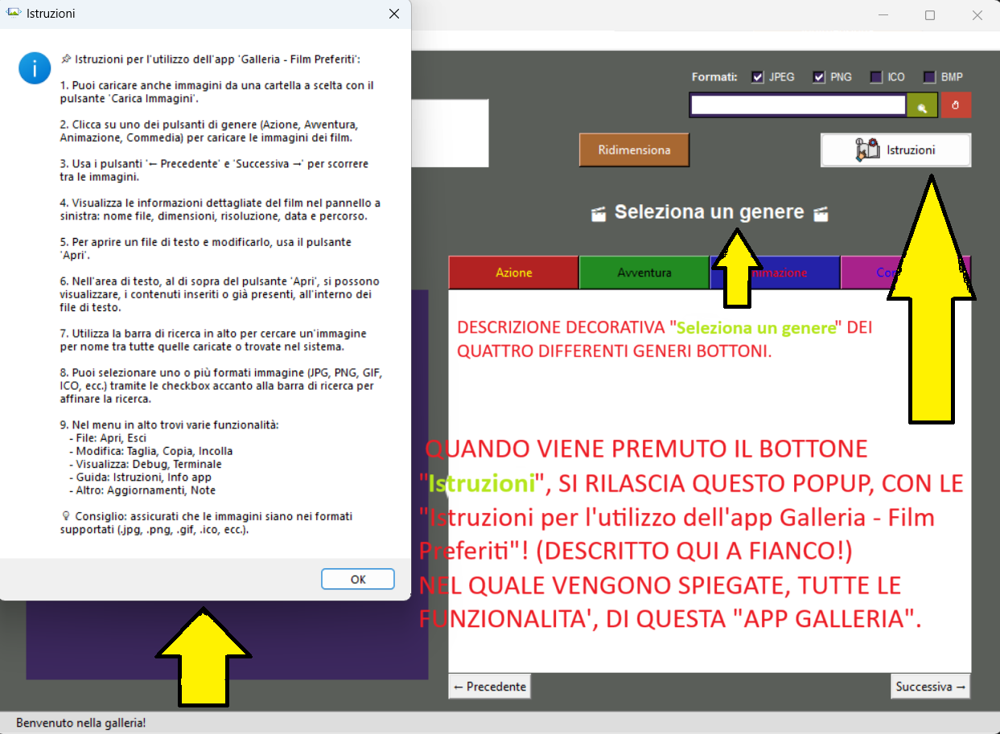 Istruzioni
Istruzioni per l'utilizzo dell'app 'Galleria - Film Preferiti':
1. Puoi caricare anche immagini da una cartella a scelta con il
pulsante 'Carica Immagini'.
2. Clicca su uno dei pulsanti di genere (Azione, Avventura,
Animazione, Commedia) per caricare le immagini dei film.
3. Usa i pulsanti '← Precedente' e 'Successiva →' per scorrere
tra le immagini.
4. Visualizza le informazioni dettagliate del film nel pannello a
sinistra: nome file, dimensioni, risoluzione, data e percorso.
5. Per aprire un file di testo e modificarlo, usa il pulsante
'Apri'.
6. Nell'area di testo, al di sopra del pulsante 'Apri', si possono
visualizzare, i contenuti inseriti o già presenti, all'interno dei
file di testo.
7. Utilizza la barra di ricerca in alto per cercare un'immagine
per nome tra tutte quelle caricate o trovate nel sistema.
8. Puoi selezionare uno o più formati immagine (JPG, PNG, GIF,
ICO, ecc.) tramite le checkbox accanto alla barra di ricerca per
affinare la ricerca.
9. Nel menu in alto trovi varie funzionalità:
- File: Apri, Esci
- Modifica: Taglia, Copia, Incolla
- Visualizza: Debug, Terminale
- Guida: Istruzioni, Info app
- Altro: Aggiornamenti, Note
Consiglio: assicurati che le immagini siano nei formati
supportati (.jpg, .png, .gif, .ico, ecc.).
OK
Formati: JPEG PNG ICO BMP
Ridimensiona
Istruzioni
Seleziona un genere
Azione Avventura
DESCRIZIONE DECORATIVA "Seleziona un genere" DEI
QUATTRO DIFFERENTI GENERI BOTTONI.
QUANDO VIENE PREMUTO IL BOTTONE
"Istruzioni", SI RILASCIA QUESTO POPUP, CON LE
"Istruzioni per l'utilizzo dell'app Galleria - Film
Preferiti"! (DESCRITTO QUI A FIANCO!)
NEL QUALE VENGONO SPIEGATE, TUTTE LE
FUNZIONALITA', DI QUESTA "APP GALLERIA".
← Precedente
Successiva →
Benvenuto nella galleria!